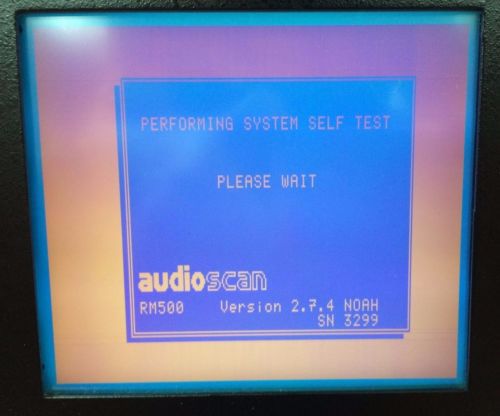 PERFORMING SYSTEM SELF TEST
PLEASE WAIT
audioscan
RM500 Version 2.7.4 NOAH
SN 3299